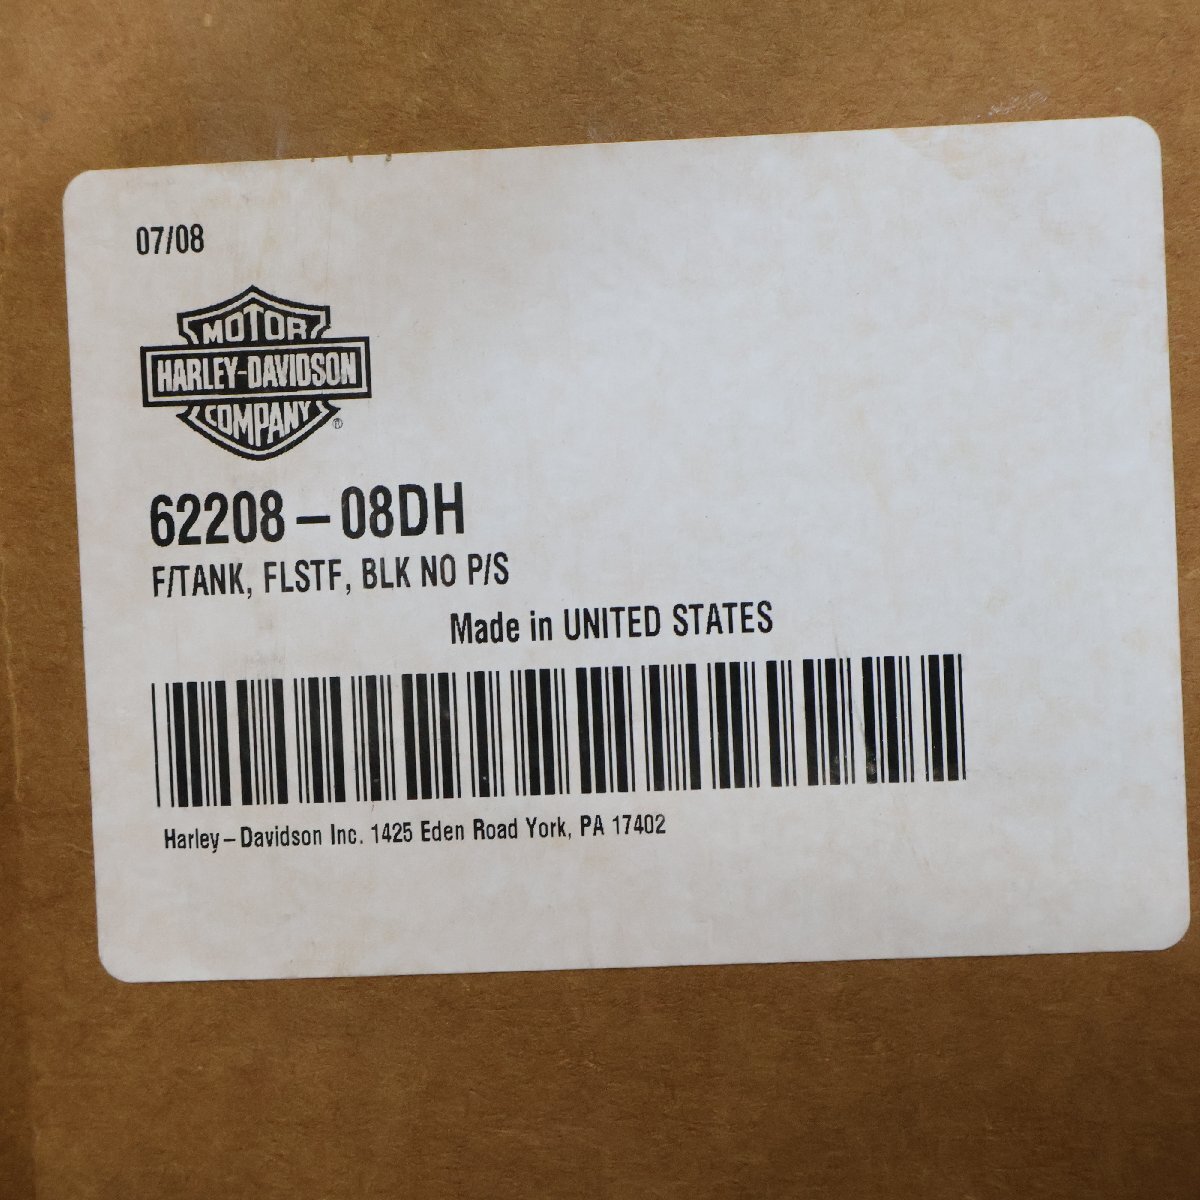 07/08
MOTOR
HARLEY-DAVIDSON
COMPANY
®
62208-08DH
F/TANK, FLSTF, BLK NO P/S
Made in UNITED STATES
Harley-Davidson Inc. 1425 Eden Road York, PA 17402